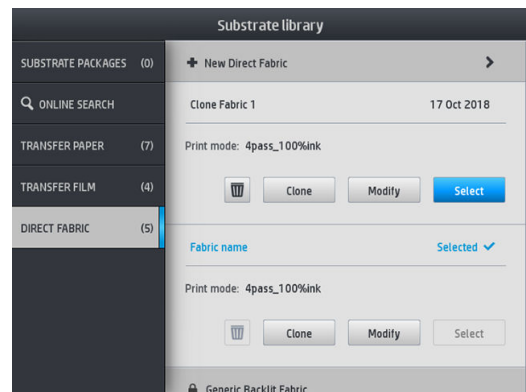 Substrate library
SUBSTRATE PACKAGES (0)
ONLINE SEARCH
TRANSFER PAPER (7)
TRANSFER FILM (4)
DIRECT FABRIC (5)
New Direct Fabric
Clone Fabric 1 17 Oct 2018
Print mode: 4pass_100%ink
Clone Modify Select
Fabric name Selected
Print mode: 4pass_100%ink
Clone Modify Select
Generic Backlit Fabric